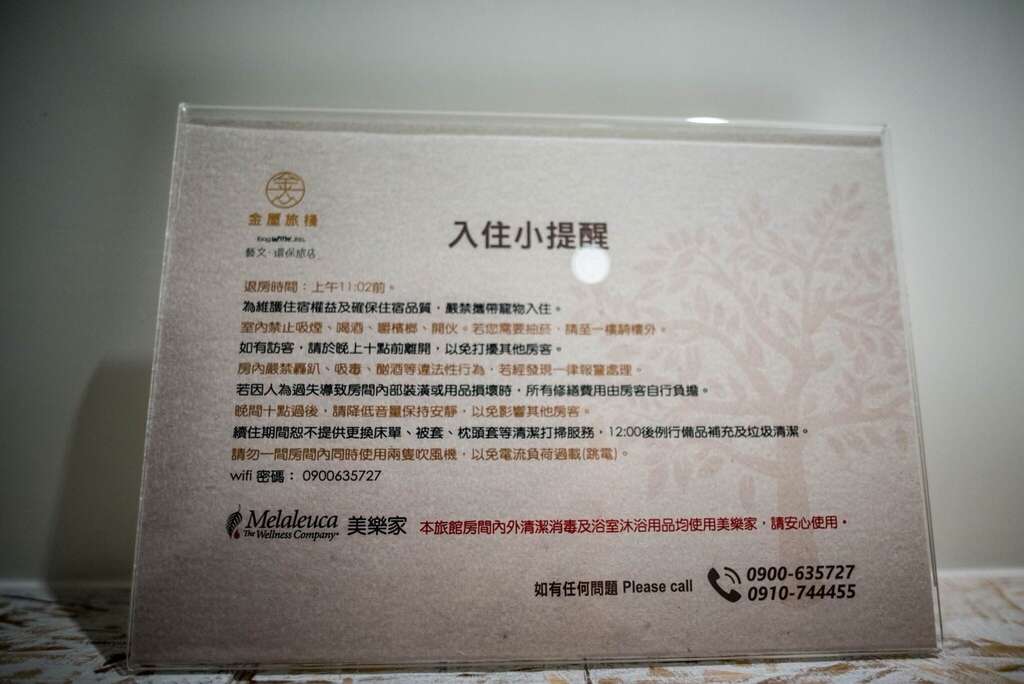 金屋旅棧
藝文·環保旅店
入住小提醒
退房時間：上午11:02前。
為維護住宿權益及確保住宿品質，嚴禁攜帶寵物入住。
室內禁止吸煙、喝酒、嚼檳榔、開伙。若您需要抽菸，請至一樓騎樓外。
如有訪客，請於晚上十點前離開，以免打擾其他房客。
房內嚴禁轟趴、吸毒、酗酒等違法性行為，若經發現一律報警處理。
若因人為過失導致房間內部裝潢或用品損壞時，所有修繕費用由房客自行負擔。
晚間十點過後，請降低音量保持安靜，以免影響其他房客。
續住期間恕不提供更換床單、被套、枕頭套等清潔打掃服務，12:00後例行備品補充及垃圾清潔。
請勿一間房間內同時使用兩隻吹風機，以免電流負荷過載(跳電)。
wifi 密碼： 0900635727
Melaleuca 美樂家 本旅館房間內外清潔消毒及浴室沐浴用品均使用美樂家，請安心使用。
The Wellness Company
如有任何問題 Please call 0900-635727
0910-744455